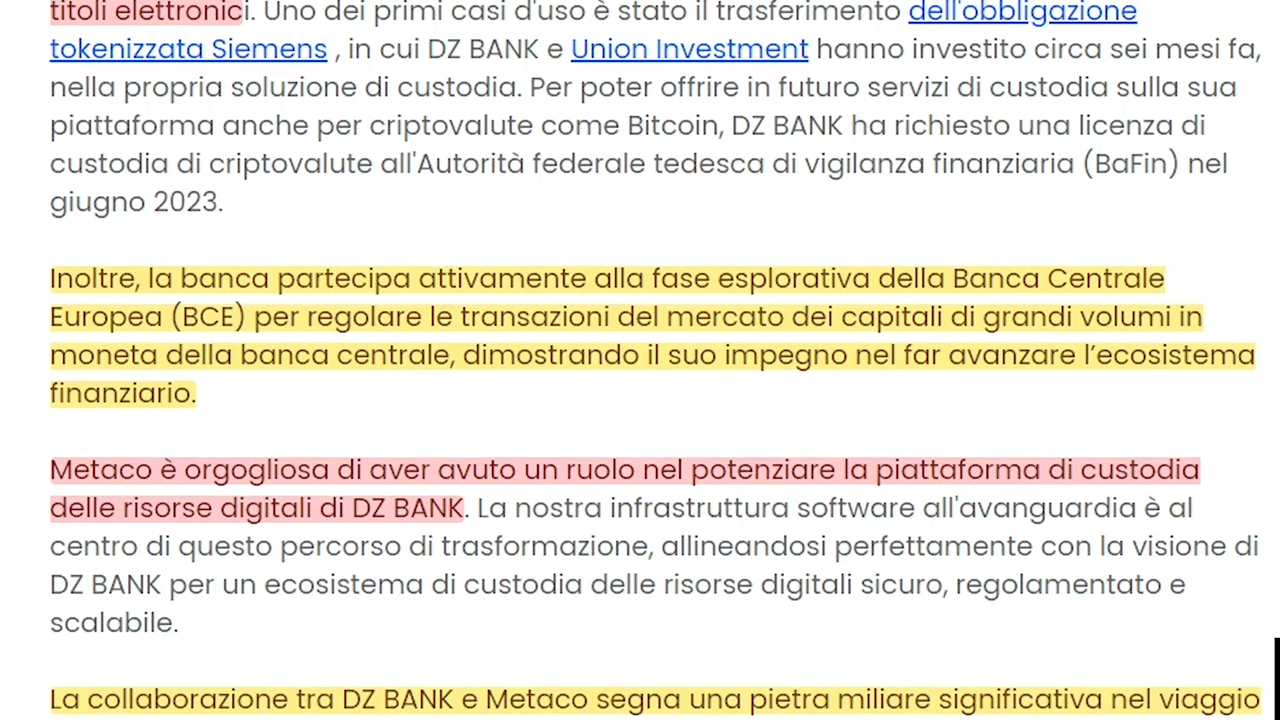 titoli elettronici. Uno dei primi casi d'uso è stato il trasferimento dell'obbligazione
tokenizzata Siemens , in cui DZ BANK e Union Investment hanno investito circa sei mesi fa,
nella propria soluzione di custodia. Per poter offrire in futuro servizi di custodia sulla sua
piattaforma anche per criptovalute come Bitcoin, DZ BANK ha richiesto una licenza di
custodia di criptovalute all'Autorità federale tedesca di vigilanza finanziaria (BaFin) nel
giugno 2023.
Inoltre, la banca partecipa attivamente alla fase esplorativa della Banca Centrale
Europea (BCE) per regolare le transazioni del mercato dei capitali di grandi volumi in
moneta della banca centrale, dimostrando il suo impegno nel far avanzare l’ecosistema
finanziario.
Metaco è orgogliosa di aver avuto un ruolo nel potenziare la piattaforma di custodia
delle risorse digitali di DZ BANK. La nostra infrastruttura software all'avanguardia è al
centro di questo percorso di trasformazione, allineandosi perfettamente con la visione di
DZ BANK per un ecosistema di custodia delle risorse digitali sicuro, regolamentato e
scalabile.
La collaborazione tra DZ BANK e Metaco segna una pietra miliare significativa nel viaggio